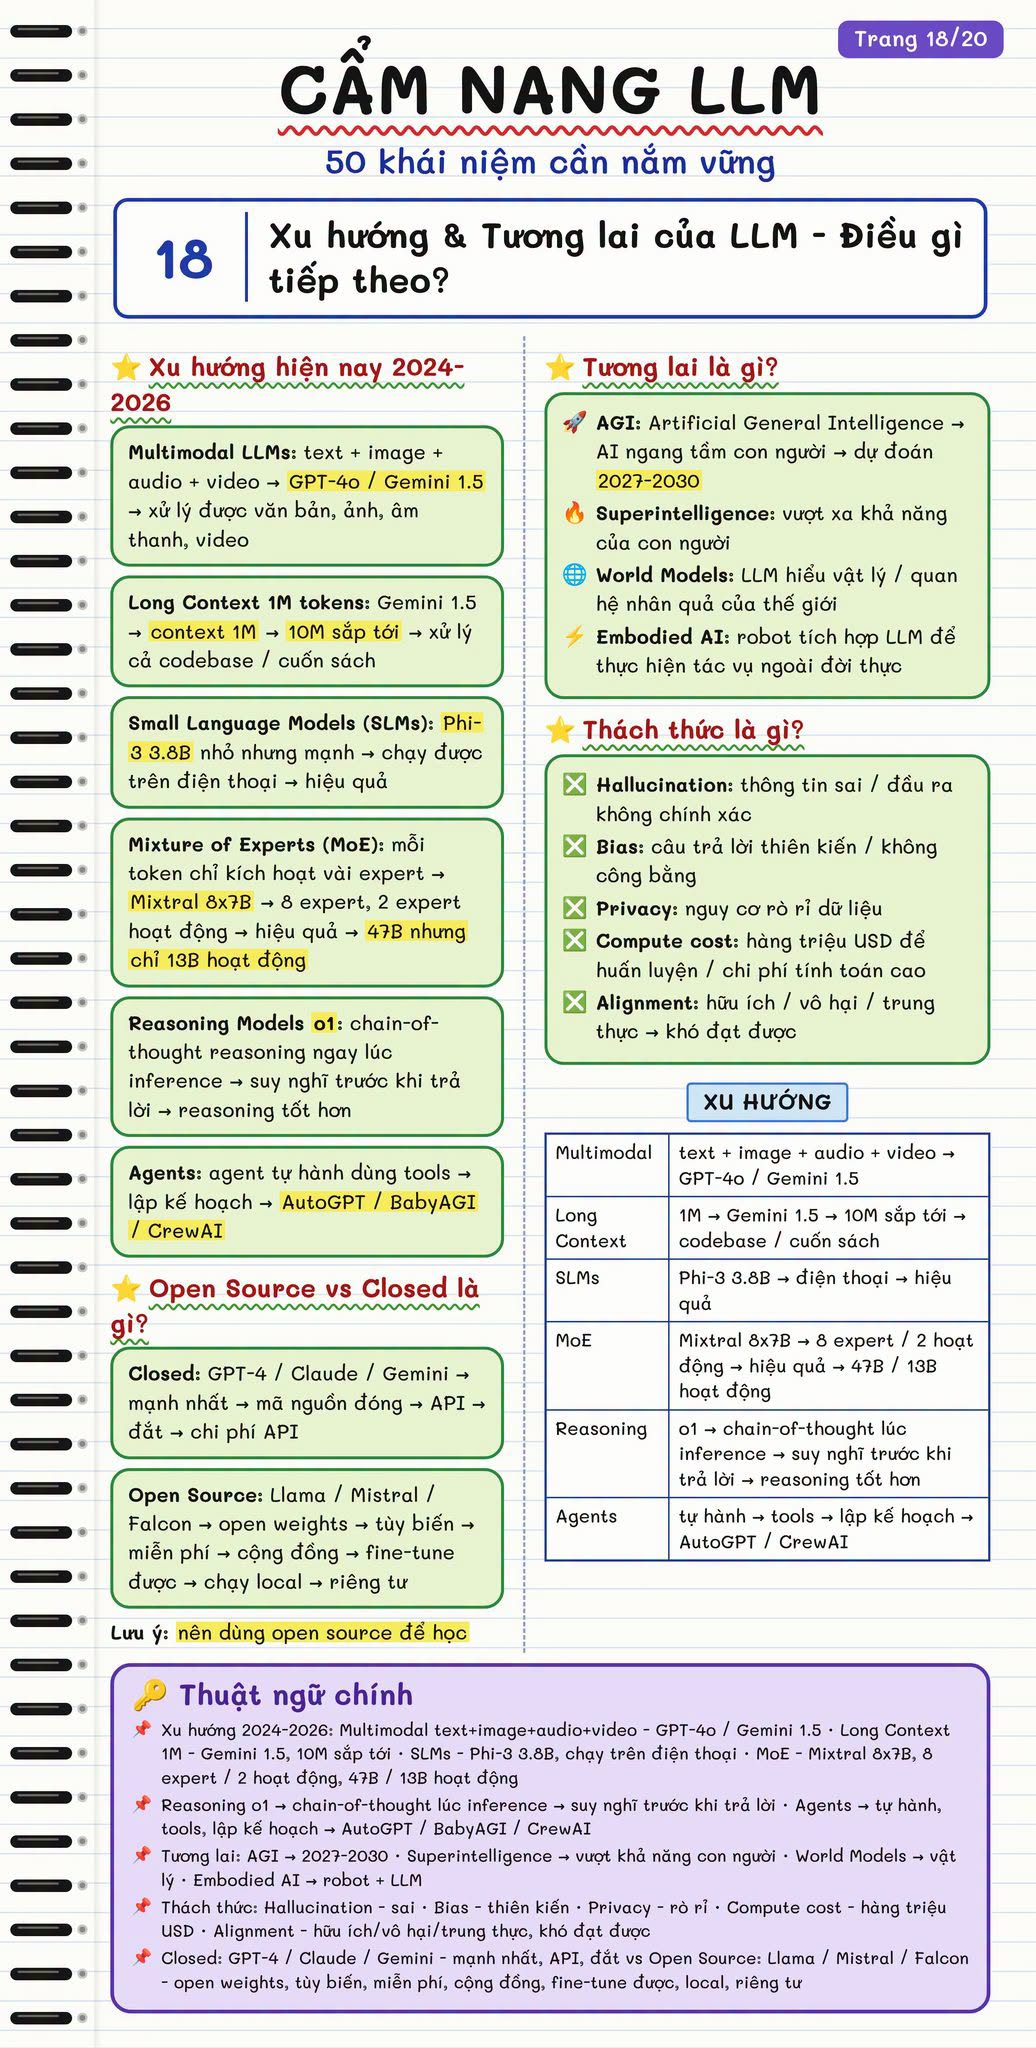 Trang 18/20
CẨM NANG LLM
50 khái niệm cần nắm vững
18
Xu hướng & Tương lai của LLM - Điều gì
tiếp theo?
⭐ Xu hướng hiện nay 2024-
2026
Multimodal LLMs: text + image +
audio + video → GPT-4o / Gemini 1.5
→ xử lý được văn bản, ảnh, âm
thanh, video
Long Context 1M tokens: Gemini 1.5
→ context 1M → 10M sắp tới → xử lý
cả codebase / cuốn sách
Small Language Models (SLMs): Phi-
3 3.8B nhỏ nhưng mạnh → chạy được
trên điện thoại → hiệu quả
Mixture of Experts (MoE): mỗi
token chỉ kích hoạt vài expert →
Mixtral 8x7B → 8 expert, 2 expert
hoạt động → hiệu quả → 47B nhưng
chỉ 13B hoạt động
Reasoning Models o1: chain-of-
thought reasoning ngay lúc
inference → suy nghĩ trước khi trả
lời → reasoning tốt hơn
Agents: agent tự hành dùng tools →
lập kế hoạch → AutoGPT / BabyAGI
/ CrewAI
⭐ Open Source vs Closed là
gì?
Closed: GPT-4 / Claude / Gemini →
mạnh nhất → mã nguồn đóng → API →
đắt → chi phí API
Open Source: Llama / Mistral /
Falcon → open weights → tùy biến →
miễn phí → cộng đồng → fine-tune
được → chạy local → riêng tư
Lưu ý: nên dùng open source để học
⭐ Tương lai là gì?
🚀 AGI: Artificial General Intelligence →
AI ngang tầm con người → dự đoán
2027-2030
🔥 Superintelligence: vượt xa khả năng
của con người
🌐 World Models: LLM hiểu vật lý / quan
hệ nhân quả của thế giới
⚡ Embodied AI: robot tích hợp LLM để
thực hiện tác vụ ngoài đời thực
⭐ Thách thức là gì?
❎ Hallucination: thông tin sai / đầu ra
không chính xác
❎ Bias: câu trả lời thiên kiến / không
công bằng
❎ Privacy: nguy cơ rò rỉ dữ liệu
❎ Compute cost: hàng triệu USD để
huấn luyện / chi phí tính toán cao
❎ Alignment: hữu ích / vô hại / trung
thực → khó đạt được
XU HƯỚNG
Multimodal
text + image + audio + video →
GPT-4o / Gemini 1.5
Long
Context
1M → Gemini 1.5 → 10M sắp tới →
codebase / cuốn sách
SLMs
Phi-3 3.8B → điện thoại → hiệu
quả
MoE
Mixtral 8x7B → 8 expert / 2 hoạt
động → hiệu quả → 47B / 13B
hoạt động
Reasoning
o1 → chain-of-thought lúc
inference → suy nghĩ trước khi
trả lời → reasoning tốt hơn
Agents
tự hành → tools → lập kế hoạch →
AutoGPT / CrewAI
🔑 Thuật ngữ chính
📌 Xu hướng 2024-2026: Multimodal text+image+audio+video - GPT-4o / Gemini 1.5 · Long Context
1M - Gemini 1.5, 10M sắp tới · SLMs - Phi-3 3.8B, chạy trên điện thoại · MoE - Mixtral 8x7B, 8
expert / 2 hoạt động, 47B / 13B hoạt động
📌 Reasoning o1 → chain-of-thought lúc inference → suy nghĩ trước khi trả lời · Agents → tự hành,
tools, lập kế hoạch → AutoGPT / BabyAGI / CrewAI
📌 Tương lai: AGI → 2027-2030 · Superintelligence → vượt khả năng con người · World Models → vật
lý · Embodied AI → robot + LLM
📌 Thách thức: Hallucination - sai · Bias - thiên kiến · Privacy - rò rỉ · Compute cost - hàng triệu
USD · Alignment - hữu ích/vô hại/trung thực, khó đạt được
📌 Closed: GPT-4 / Claude / Gemini - mạnh nhất, API, đắt vs Open Source: Llama / Mistral / Falcon
- open weights, tùy biến, miễn phí, cộng đồng, fine-tune được, local, riêng tư